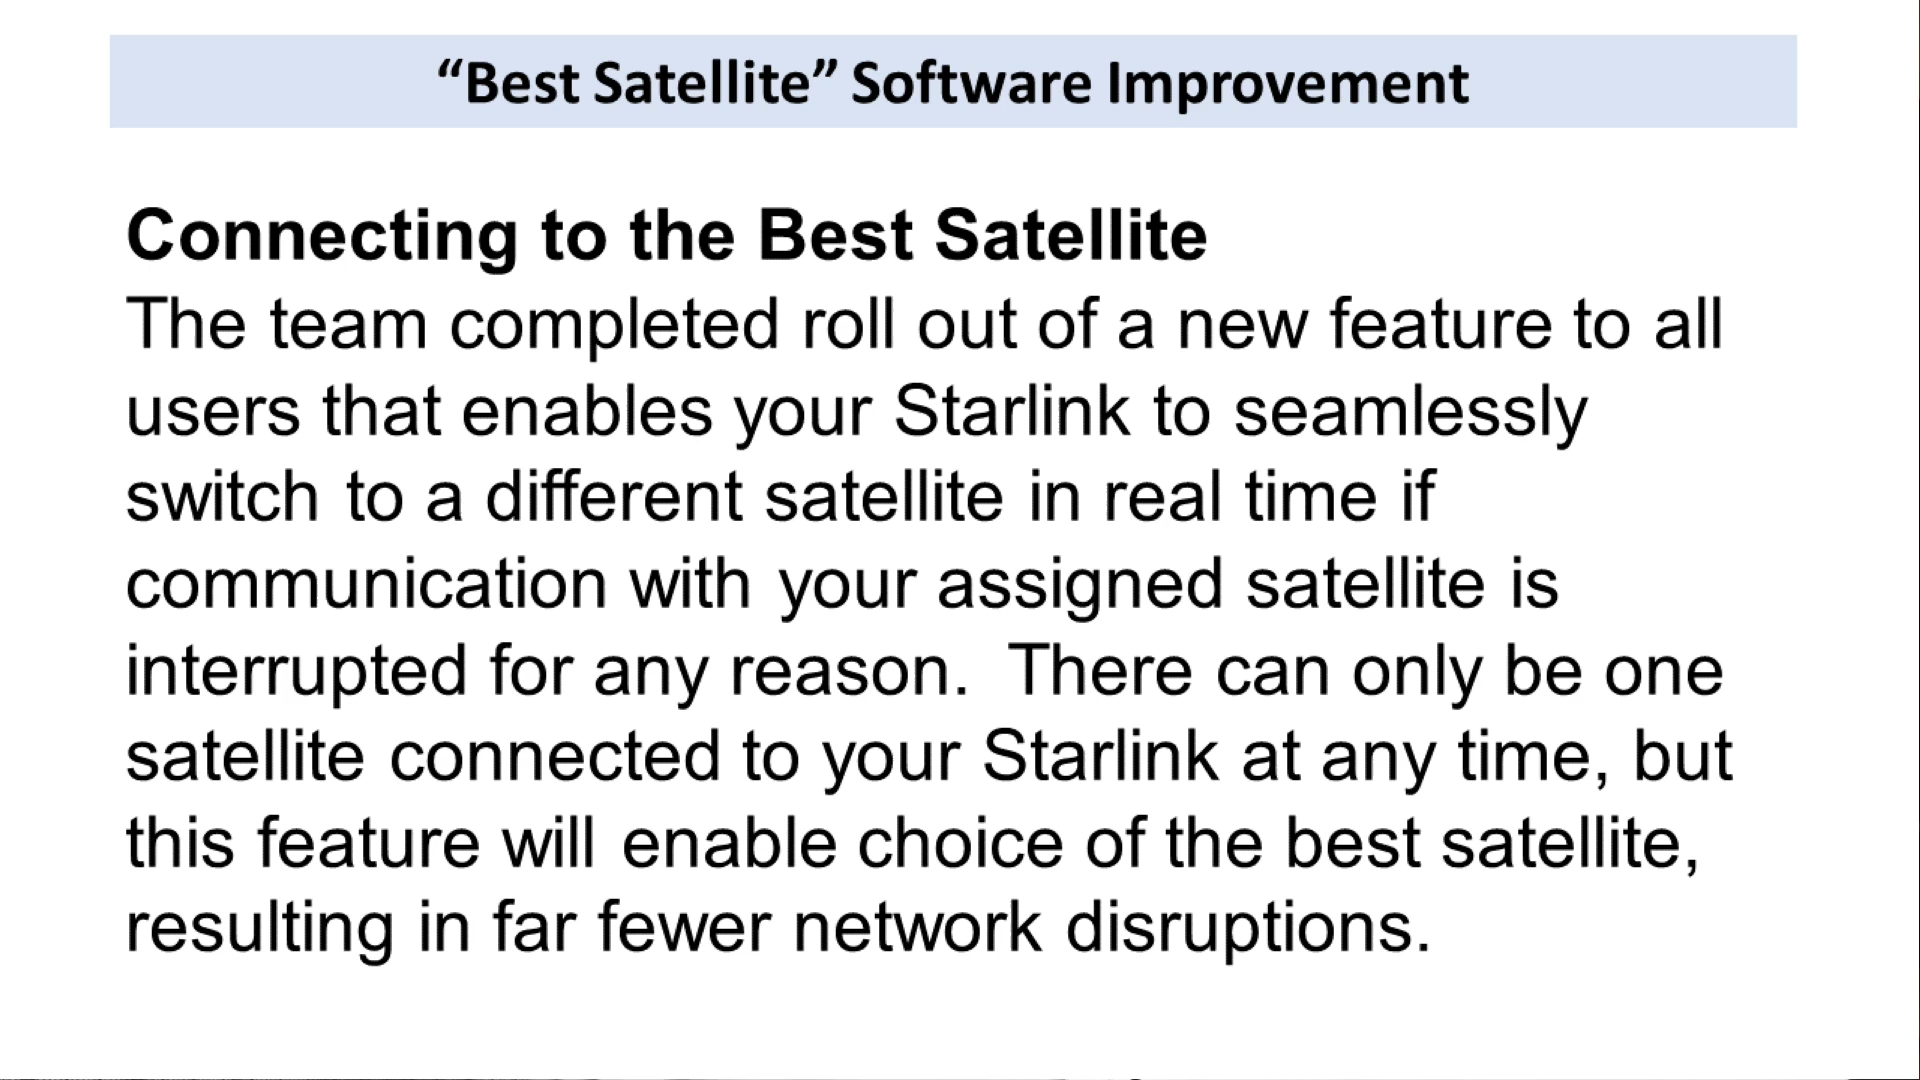 “Best Satellite” Software Improvement
Connecting to the Best Satellite
The team completed roll out of a new feature to all
users that enables your Starlink to seamlessly
switch to a different satellite in real time if
communication with your assigned satellite is
interrupted for any reason.  There can only be one
satellite connected to your Starlink at any time, but
this feature will enable choice of the best satellite,
resulting in far fewer network disruptions.